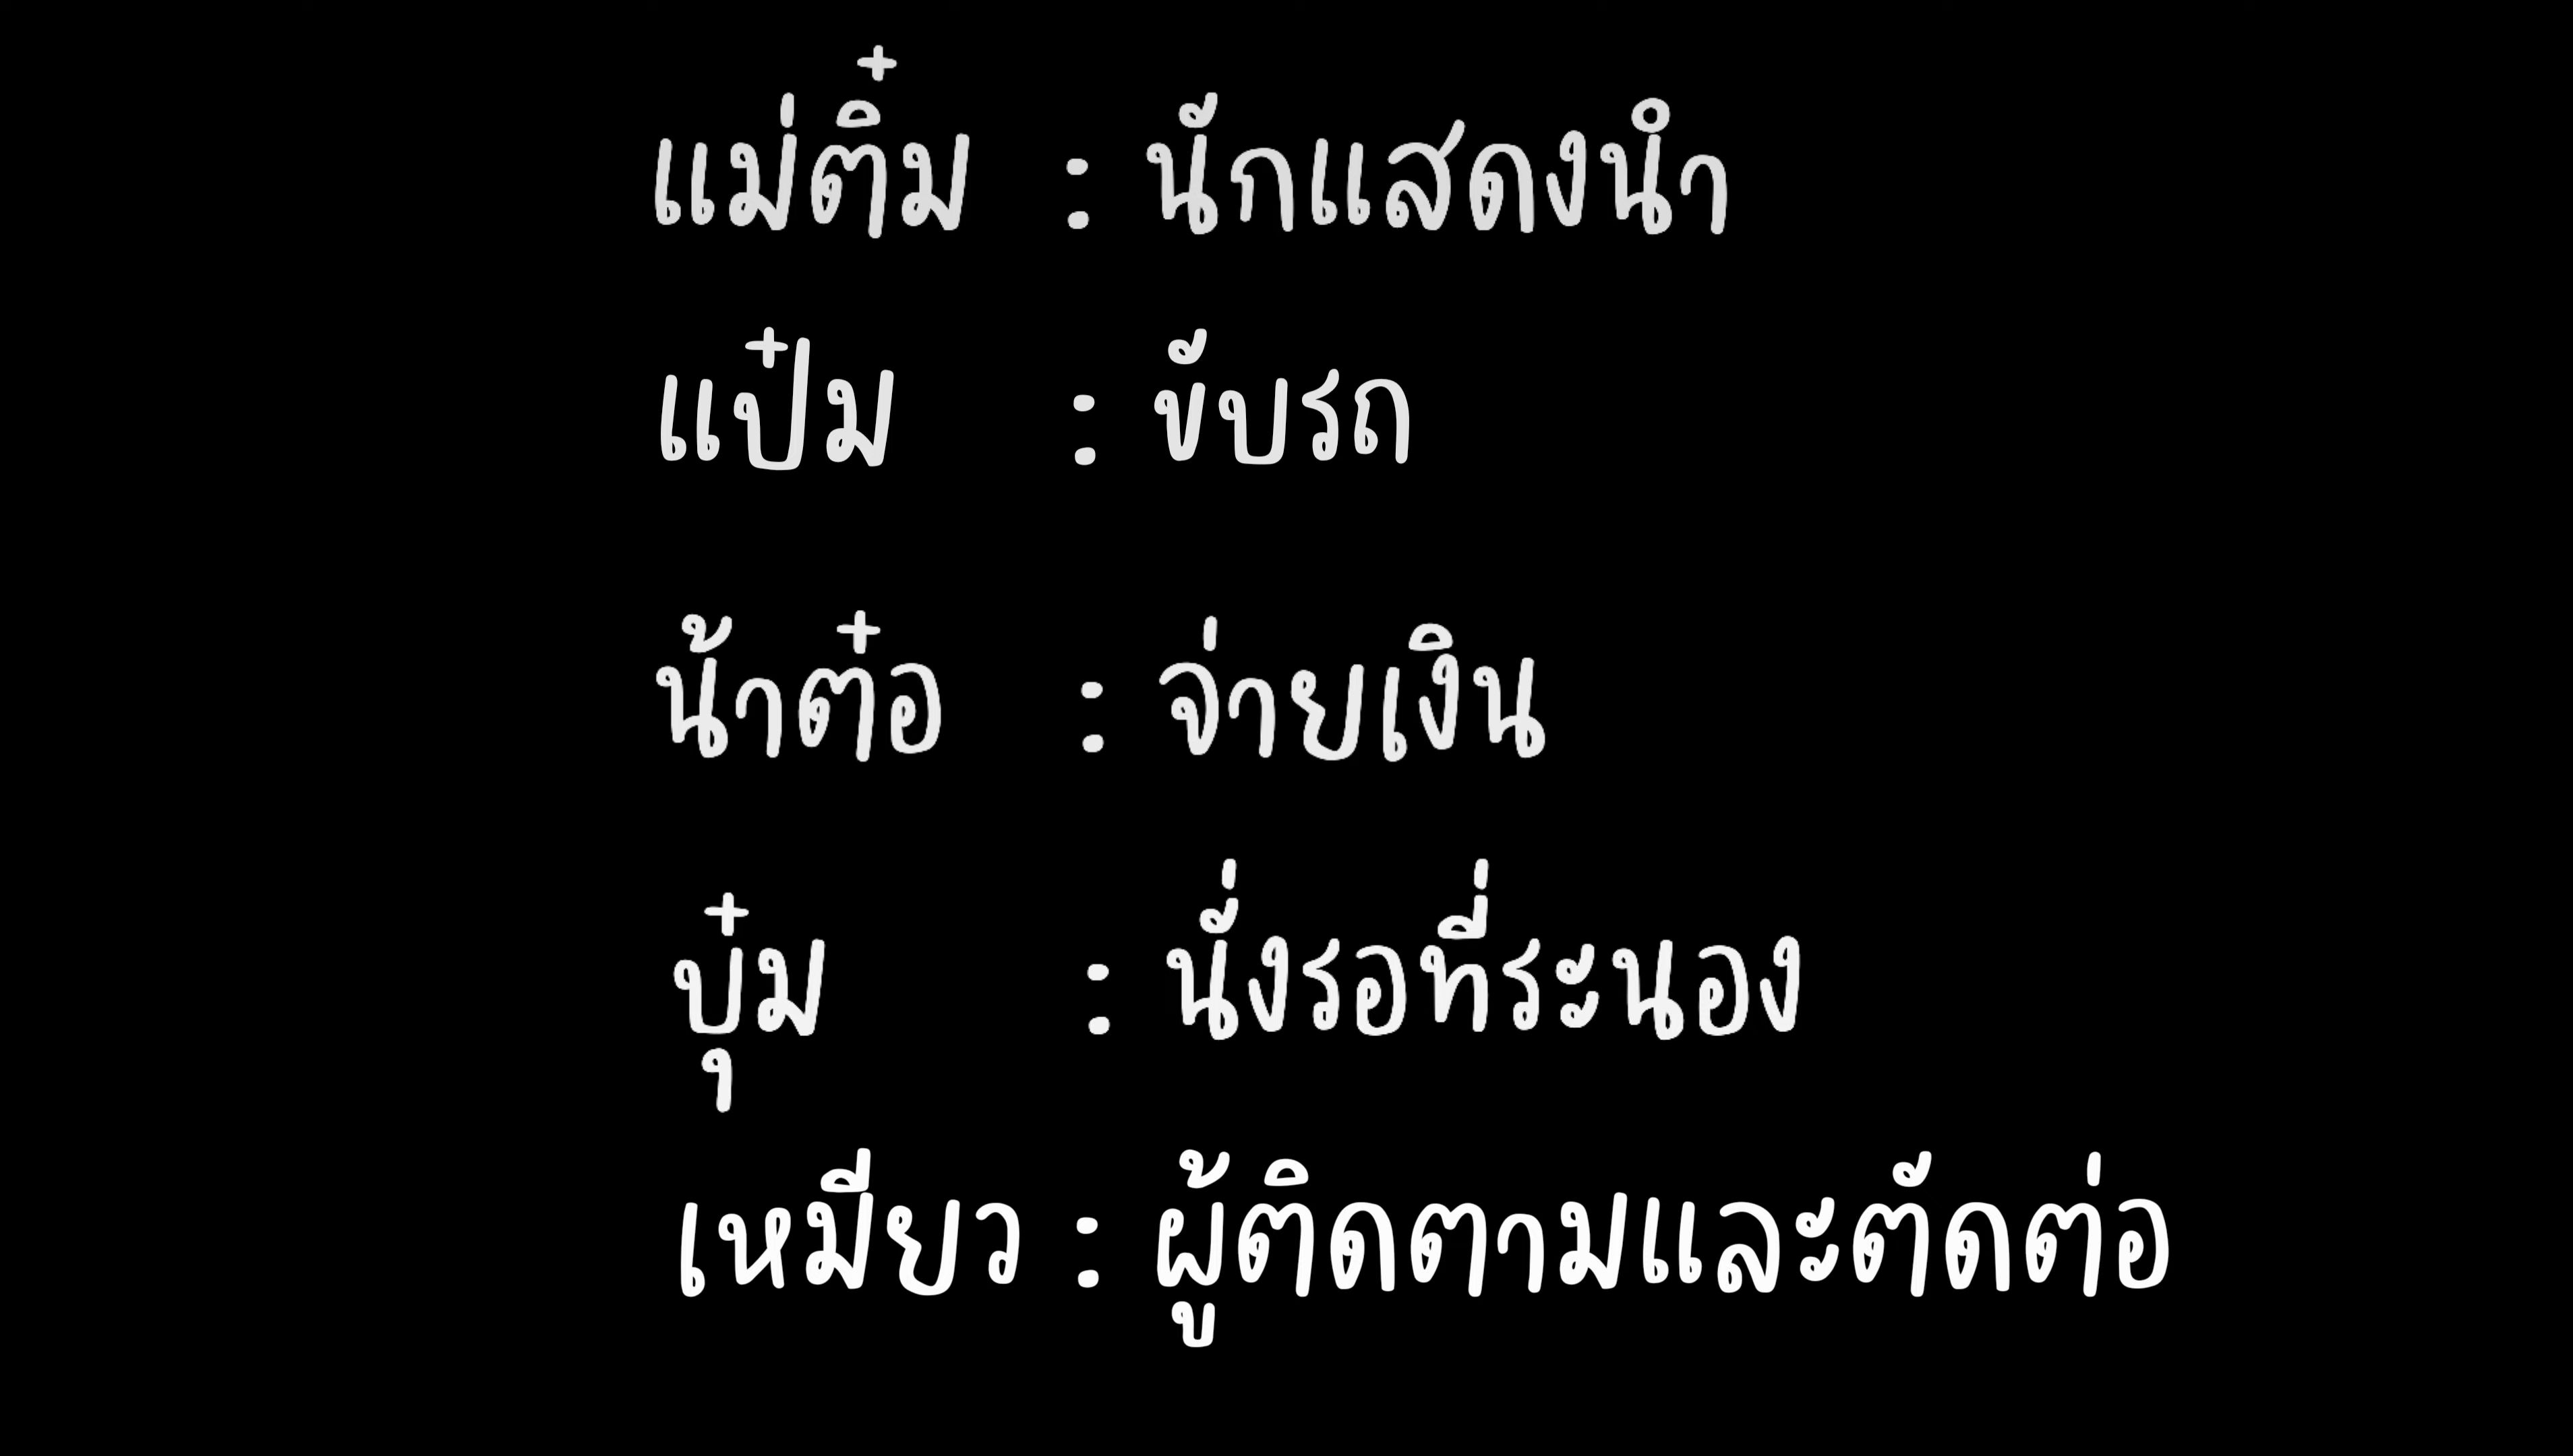 แม่ติ๋ม : นักแสดงนำ
แป๋ม : ขับรถ
น้าต๋อ : จ่ายเงิน
ปุ๋ม : นั่งรอที่ระนอง
เหมียว : ผู้ติดตามและตัดต่อ